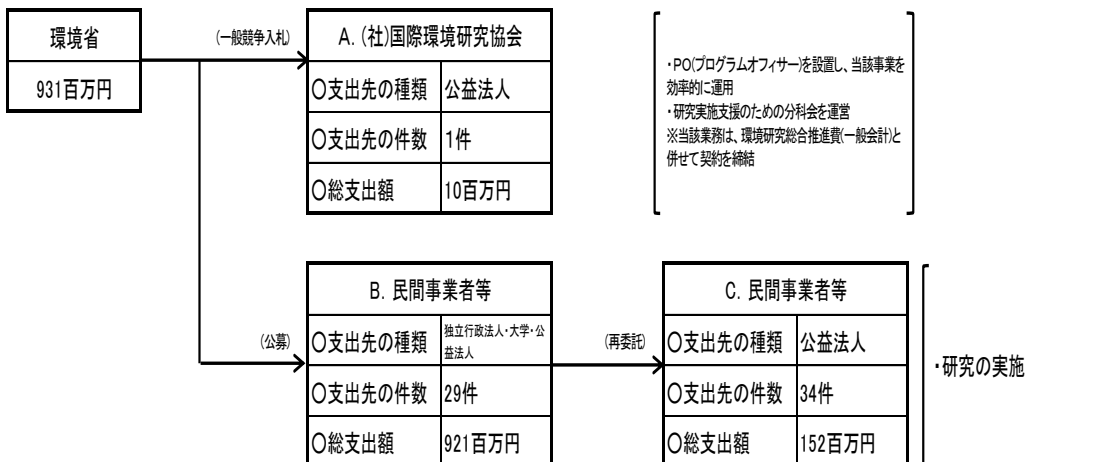 環境省
931百万円
(一般競争入札)
A. (社)国際環境研究協会
○支出先の種類 公益法人
○支出先の件数 1件
○総支出額 10百万円
・PO(プログラムオフィサー)を設置し、当該事業を
効率的に運用
・研究実施支援のための分科会を運営
※当該業務は、環境研究総合推進費(一般会計)と
併せて契約を締結
(公募)
B. 民間事業者等
○支出先の種類 独立行政法人・大学・公
益法人
○支出先の件数 29件
○総支出額 921百万円
(再委託)
C. 民間事業者等
○支出先の種類 公益法人
○支出先の件数 34件
○総支出額 152百万円
・研究の実施